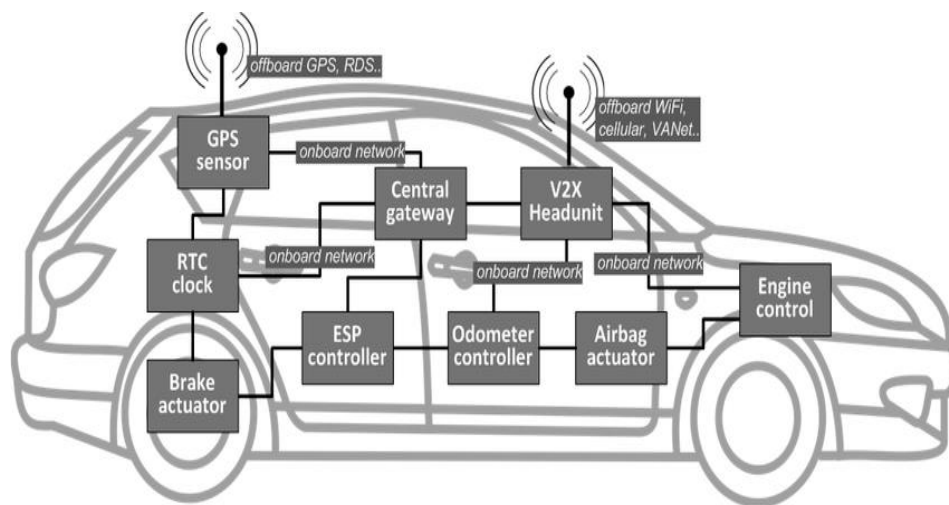 offboard GPS, RDS..
offboard WiFi,
cellular, VANet..
GPS
sensor
onboard network
Central
gateway
V2X
Headunit
RTC
clock
onboard network
onboard network
onboard network
Engine
control
ESP
controller
Odometer
controller
Airbag
actuator
Brake
actuator